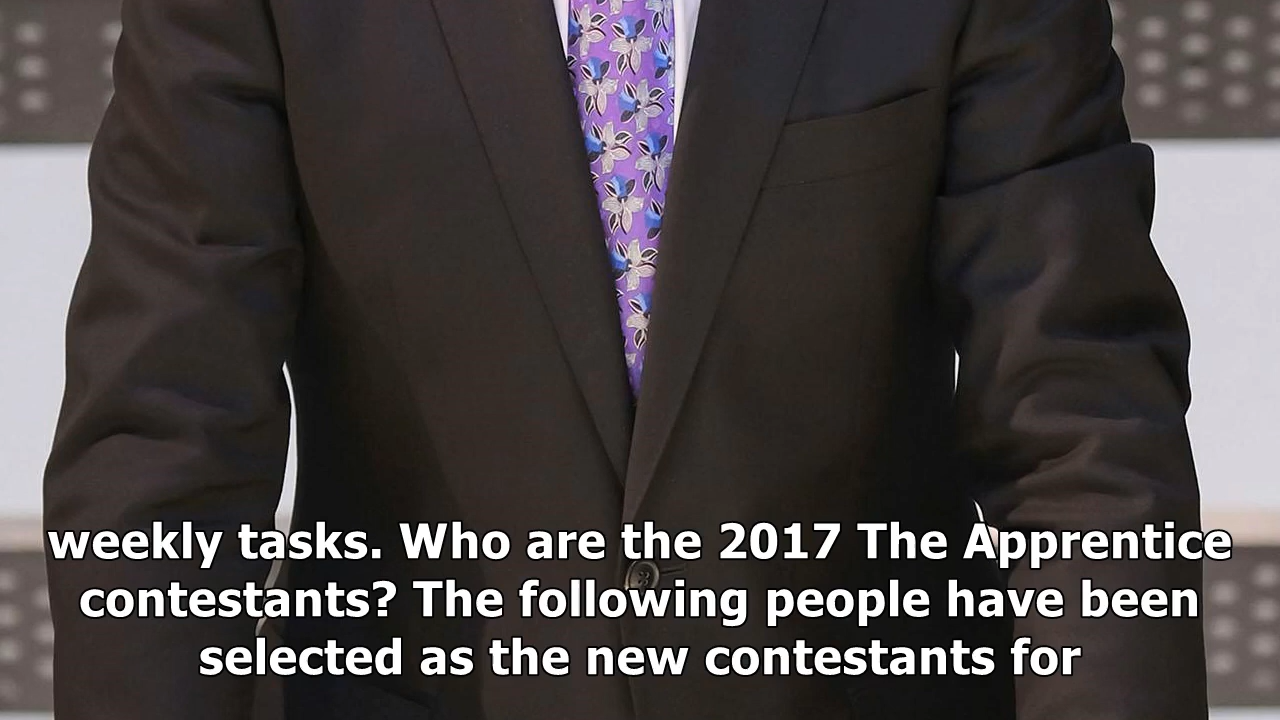 weekly tasks. Who are the 2017 The Apprentice
contestants? The following people have been
selected as the new contestants for